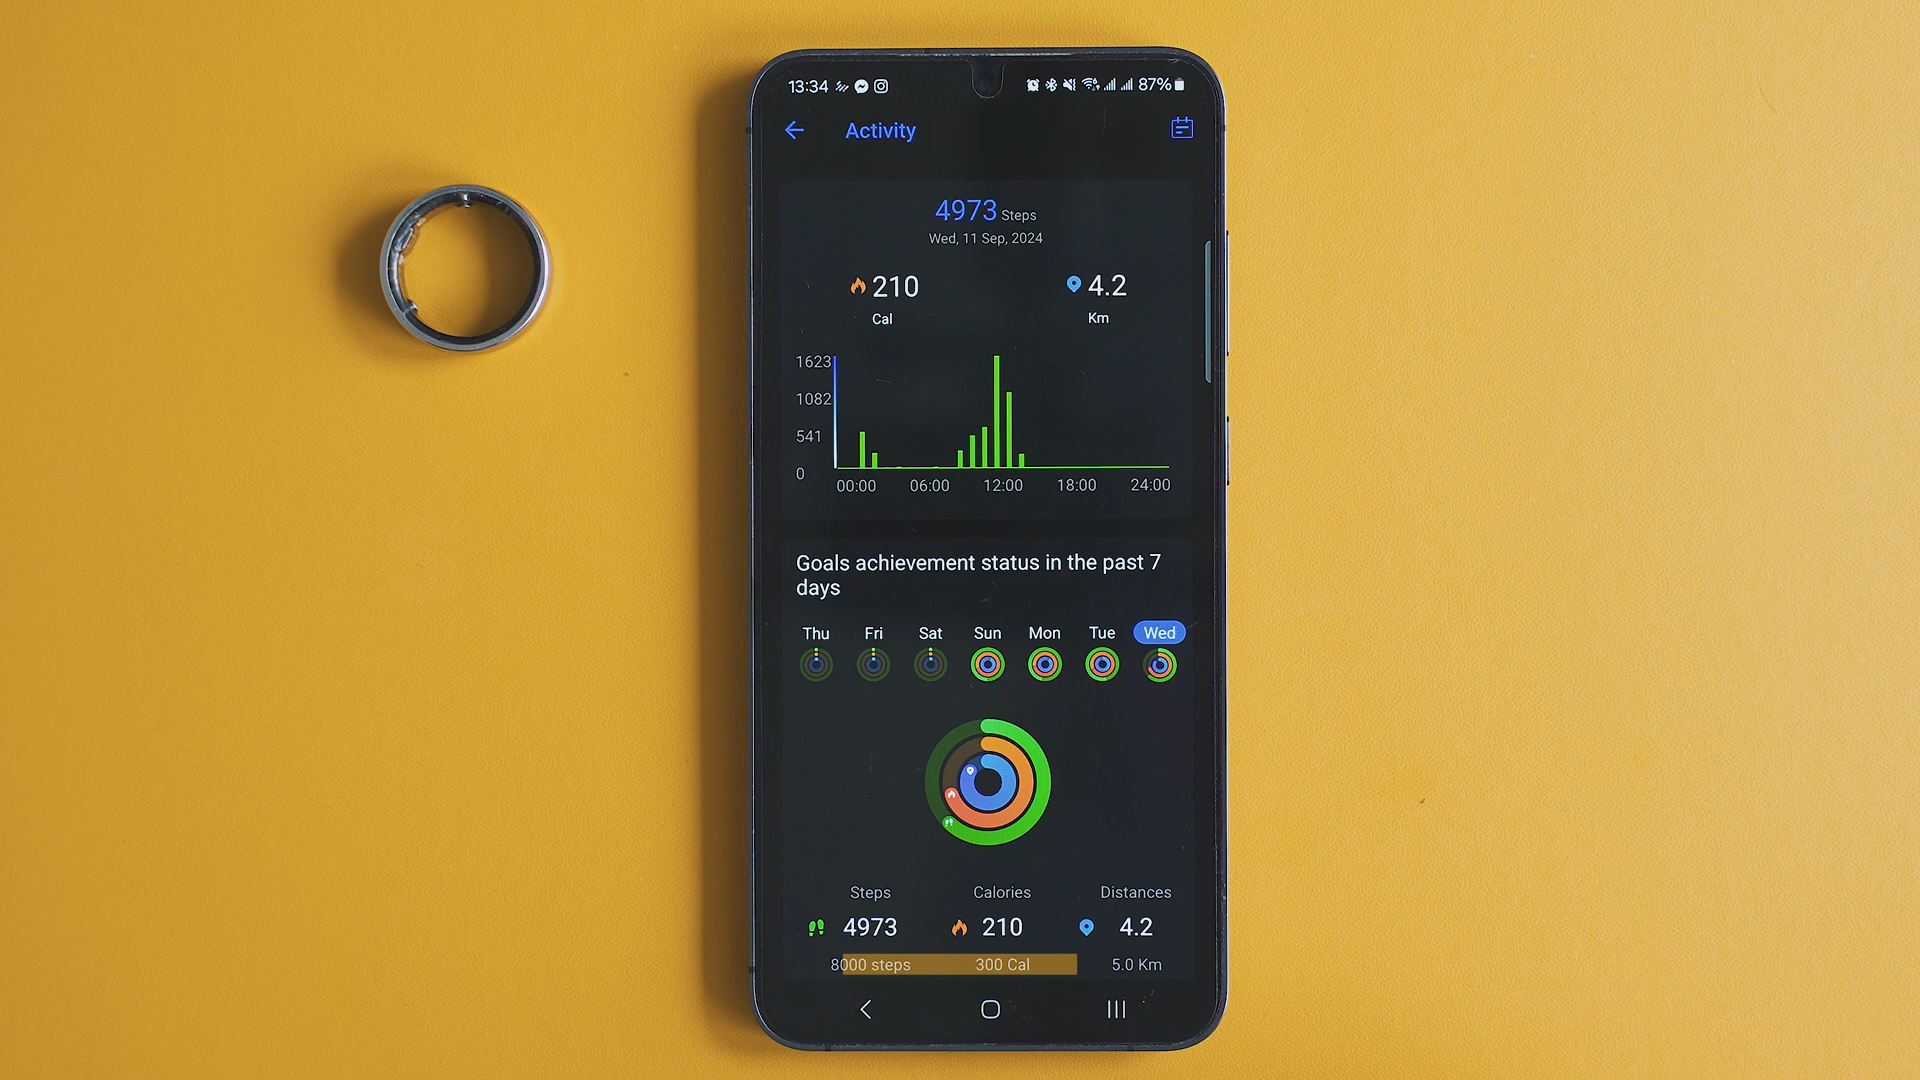 13:34 87%
Activity
4973 Steps
Wed, 11 Sep, 2024
210 4.2
Cal Km
1623
1082
541
0
00:00 06:00 12:00 18:00 24:00
Goals achievement status in the past 7
days
Thu Fri Sat Sun Mon Tue Wed
Steps Calories Distances
4973 210 4.2
8000 steps 300 Cal 5.0 Km